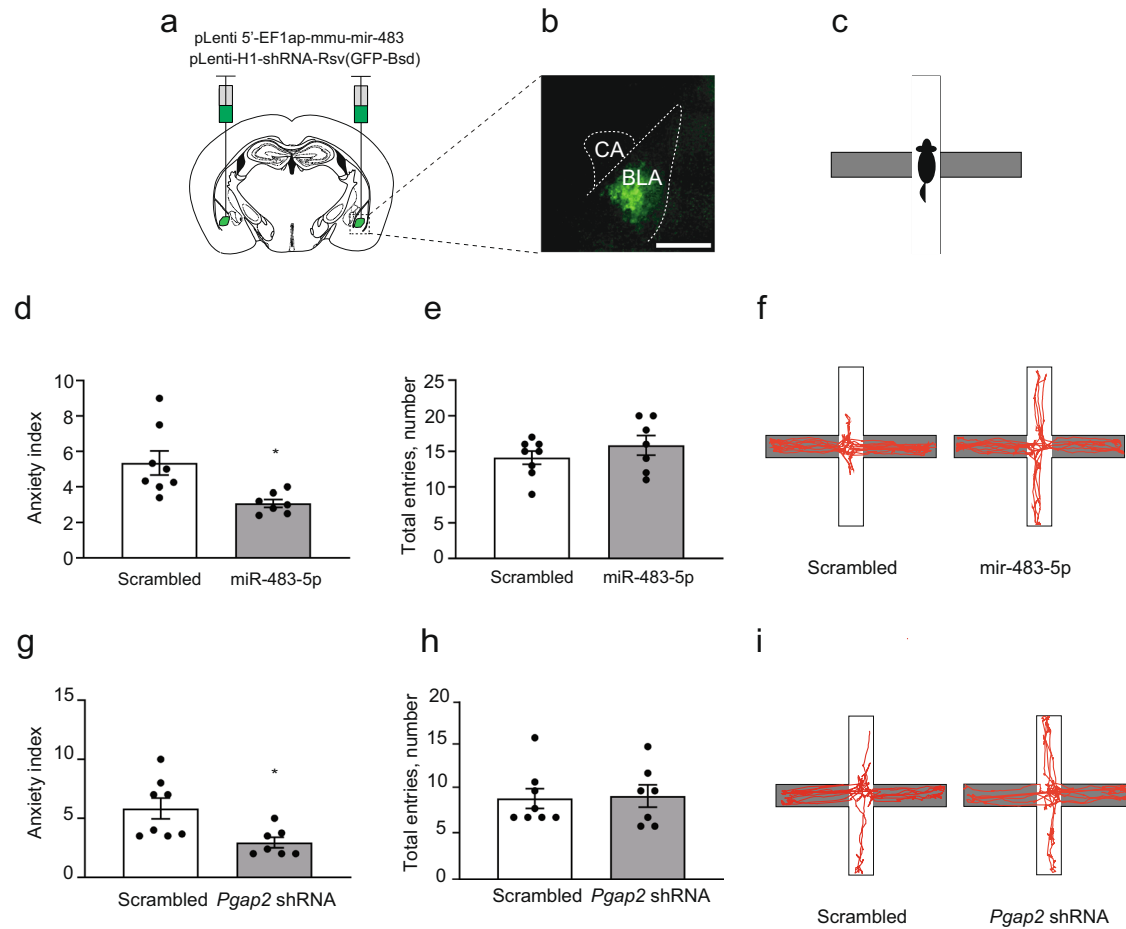 a
pLenti 5'-EF1ap-mmu-mir-483
pLenti-H1-shRNA-Rsv(GFP-Bsd)
b
CA
BLA
c
d
Anxiety index
10
8
6
4
2
0
*
Scrambled
miR-483-5p
e
Total entries, number
25
20
15
10
5
0
Scrambled
miR-483-5p
f
Scrambled
mir-483-5p
g
Anxiety index
15
10
5
0
*
Scrambled
Pgap2 shRNA
h
Total entries, number
20
15
10
5
0
Scrambled
Pgap2 shRNA
i
Scrambled
Pgap2 shRNA